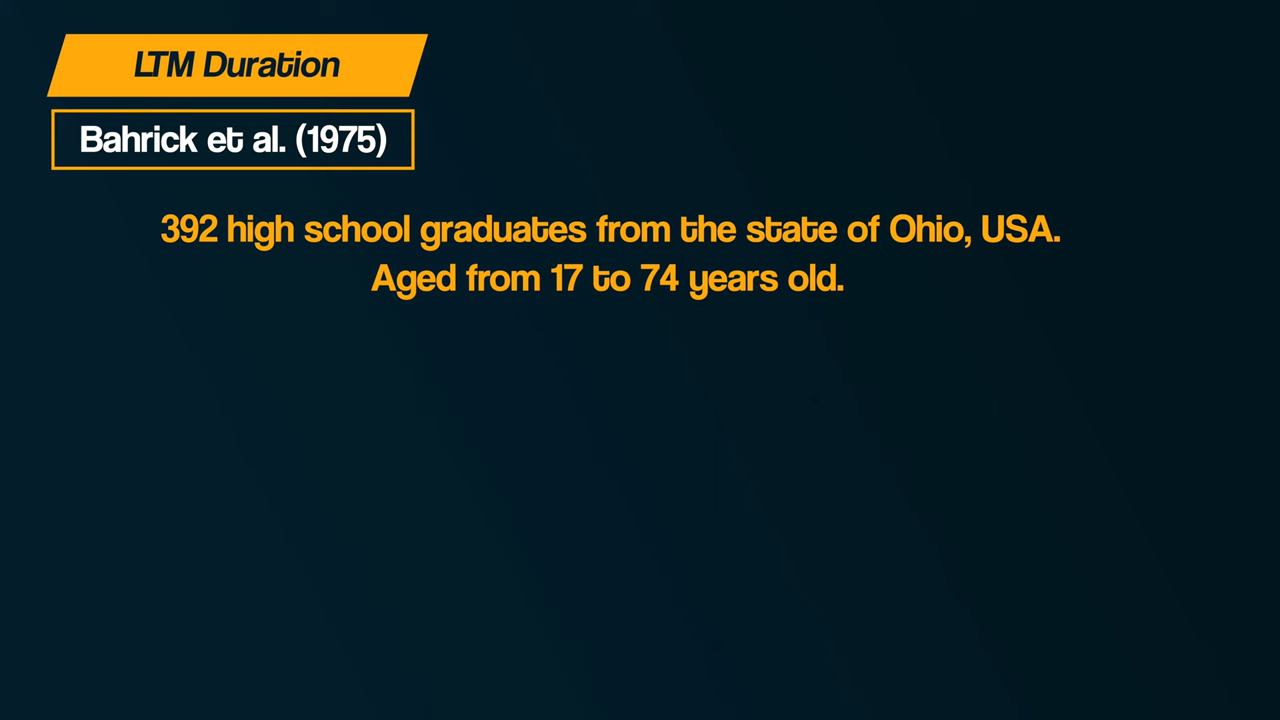 LTM Duration
Bahrick et al. (1975)
392 high school graduates from the state of Ohio, USA.
Aged from 17 to 74 years old.